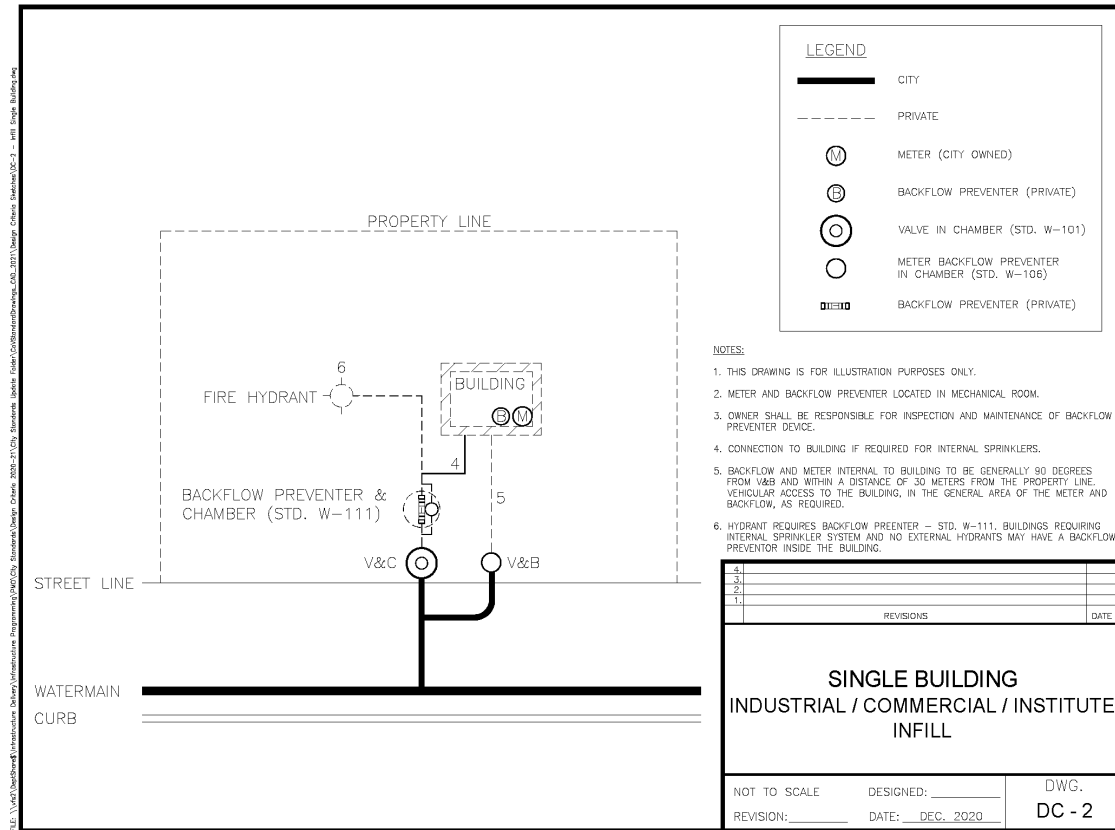 LEGEND
CITY
PRIVATE
M
METER (CITY OWNED)
B
BACKFLOW PREVENTER (PRIVATE)
VALVE IN CHAMBER (STD. W-101)
METER BACKFLOW PREVENTER
IN CHAMBER (STD. W-106)
BACKFLOW PREVENTER (PRIVATE)
PROPERTY LINE
6
FIRE HYDRANT
BUILDING
B M
4
5
BACKFLOW PREVENTER &
CHAMBER (STD. W-111)
V&C
V&B
STREET LINE
WATERMAIN
CURB
NOTES:
1. THIS DRAWING IS FOR ILLUSTRATION PURPOSES ONLY.
2. METER AND BACKFLOW PREVENTER LOCATED IN MECHANICAL ROOM.
3. OWNER SHALL BE RESPONSIBLE FOR INSPECTION AND MAINTENANCE OF BACKFLOW
PREVENTER DEVICE.
4. CONNECTION TO BUILDING IF REQUIRED FOR INTERNAL SPRINKLERS.
5. BACKFLOW AND METER INTERNAL TO BUILDING TO BE GENERALLY 90 DEGREES
FROM V&B AND WITHIN A DISTANCE OF 30 METERS FROM THE PROPERTY LINE.
VEHICULAR ACCESS TO THE BUILDING, IN THE GENERAL AREA OF THE METER AND
BACKFLOW, AS REQUIRED.
6. HYDRANT REQUIRES BACKFLOW PREENTER - STD. W-111. BUILDINGS REQUIRING
INTERNAL SPRINKLER SYSTEM AND NO EXTERNAL HYDRANTS MAY HAVE A BACKFLOW
PREVENTOR INSIDE THE BUILDING.
4.
3.
2.
1.
REVISIONS DATE
SINGLE BUILDING
INDUSTRIAL / COMMERCIAL / INSTITUTE
INFILL
NOT TO SCALE DESIGNED:
REVISION: DATE: DEC. 2020
DWG.
DC - 2